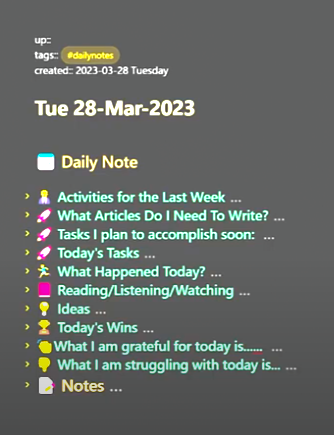 up::
tags:: #dailynotes
created:: 2023-03-28 Tuesday
Tue 28-Mar-2023
Daily Note
Activities for the Last Week ...
What Articles Do I Need To Write? ...
Tasks I plan to accomplish soon: ...
Today's Tasks ...
What Happened Today? ...
Reading/Listening/Watching ...
Ideas ...
Today's Wins ...
What I am grateful for today is...... ...
What I am struggling with today is... ...
Notes ...